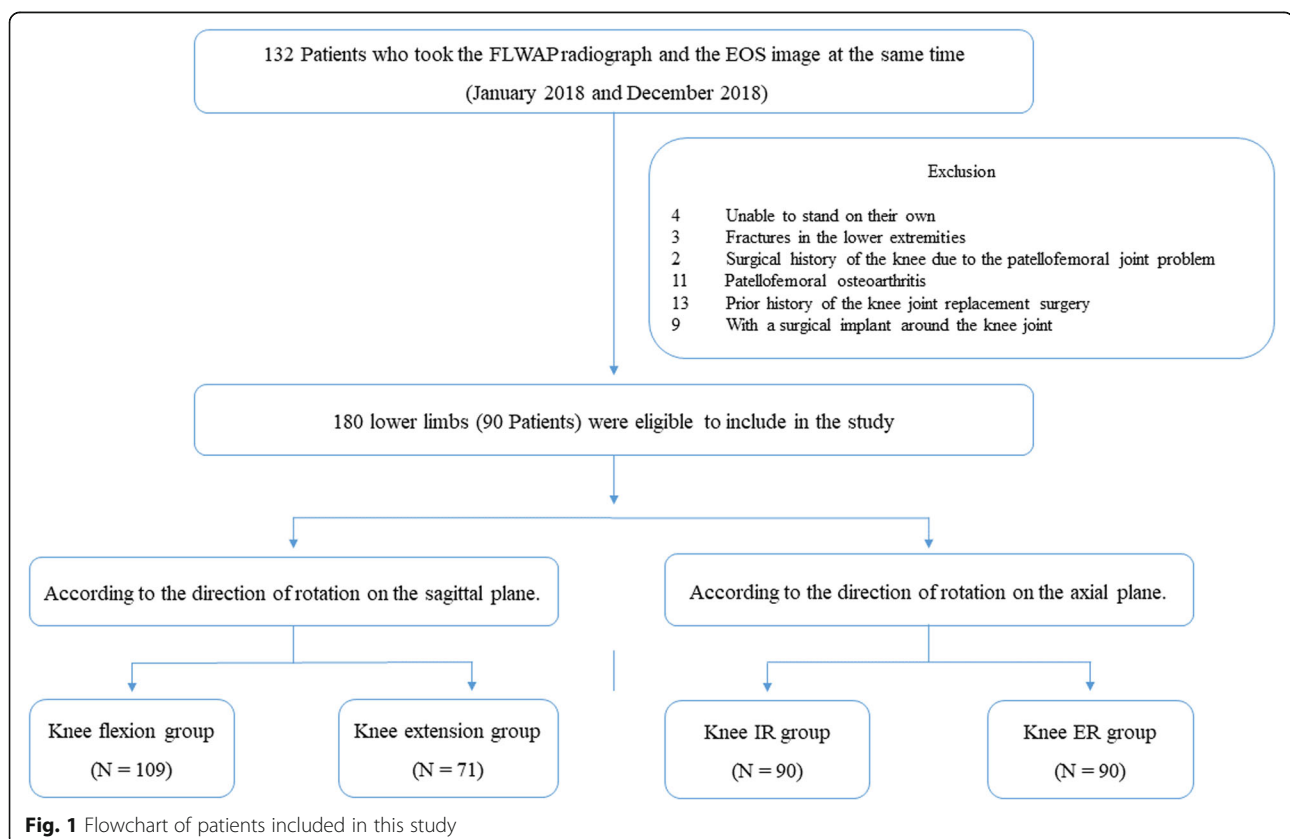 132 Patients who took the FLWAP radiograph and the EOS image at the same time
(January 2018 and December 2018)
Exclusion
4 Unable to stand on their own
3 Fractures in the lower extremities
2 Surgical history of the knee due to the patellofemoral joint problem
11 Patellofemoral osteoarthritis
13 Prior history of the knee joint replacement surgery
9 With a surgical implant around the knee joint
180 lower limbs (90 Patients) were eligible to include in the study
According to the direction of rotation on the sagittal plane.
According to the direction of rotation on the axial plane.
Knee flexion group
(N = 109)
Knee extension group
(N = 71)
Knee IR group
(N = 90)
Knee ER group
(N = 90)
Fig. 1 Flowchart of patients included in this study